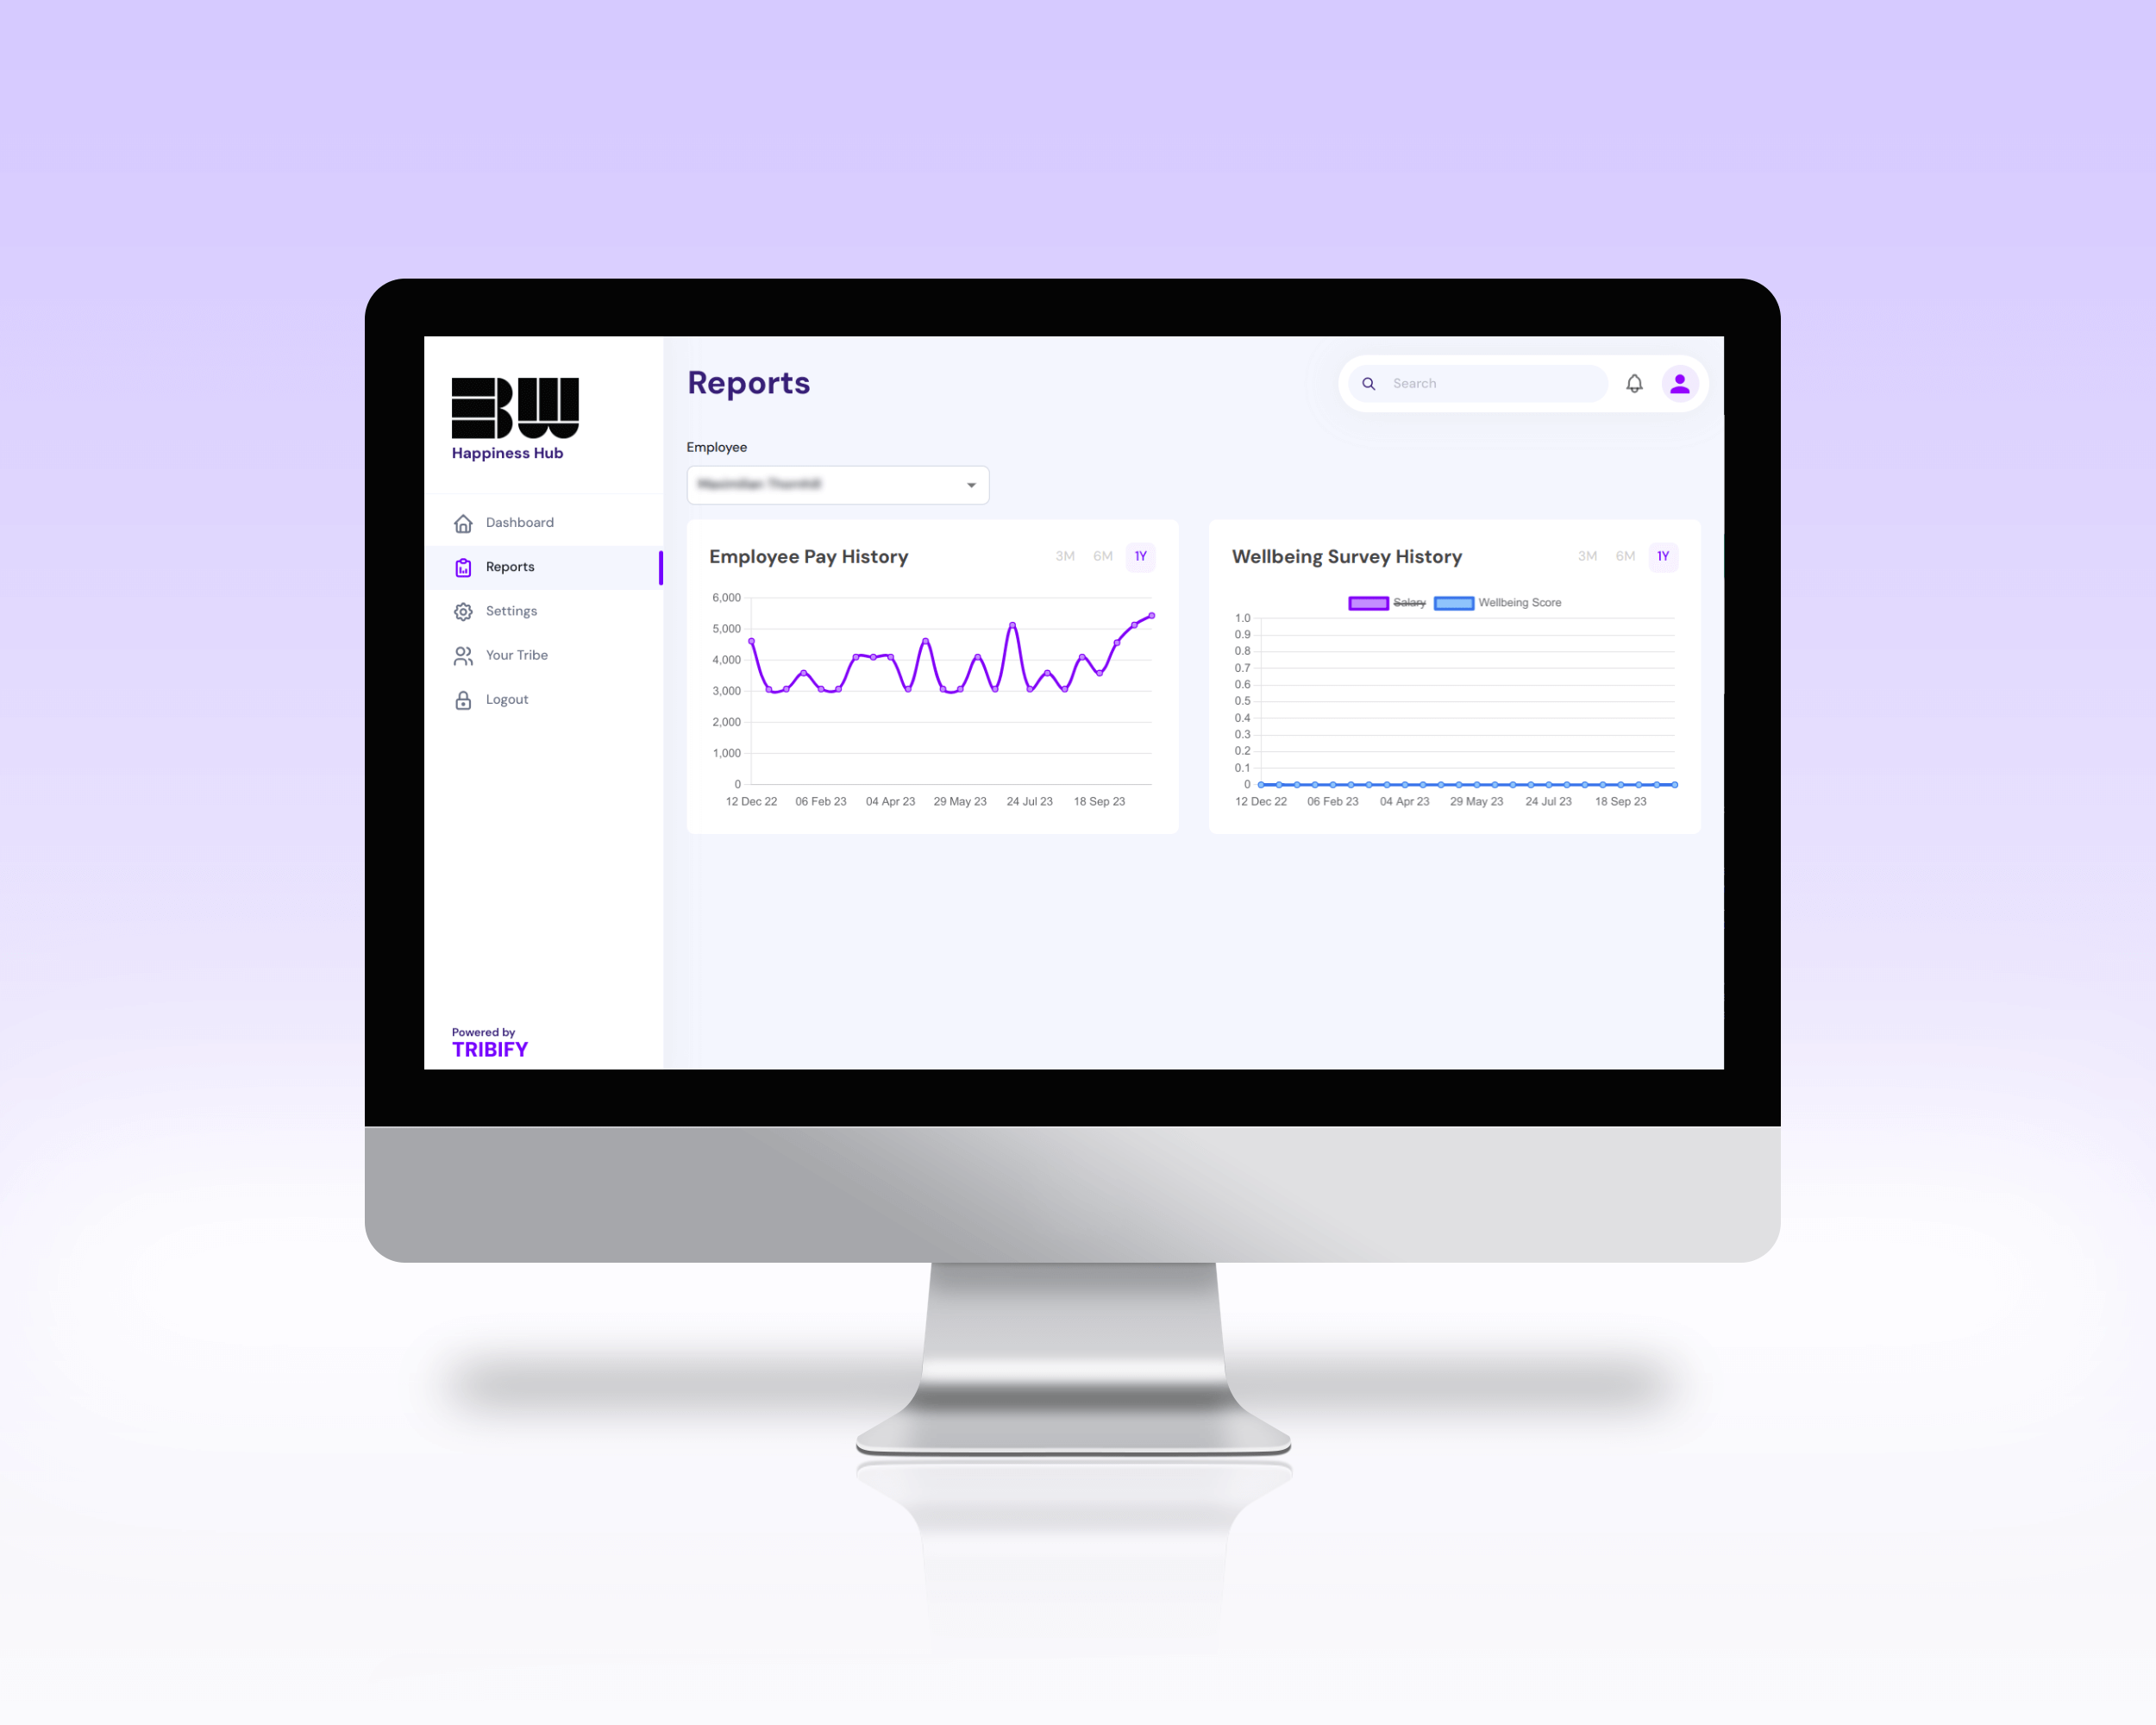 BW
Happiness Hub
Dashboard
Reports
Settings
Your Tribe
Logout
Powered by
TRIBIFY
Reports
Search
Employee
Employee Pay History
3M 6M 1Y
6,000
5,000
4,000
3,000
2,000
1,000
0
12 Dec 22 06 Feb 23 04 Apr 23 29 May 23 24 Jul 23 18 Sep 23
Wellbeing Survey History
3M 6M 1Y
Salary Wellbeing Score
1.0
0.9
0.8
0.7
0.6
0.5
0.4
0.3
0.2
0.1
0
12 Dec 22 06 Feb 23 04 Apr 23 29 May 23 24 Jul 23 18 Sep 23